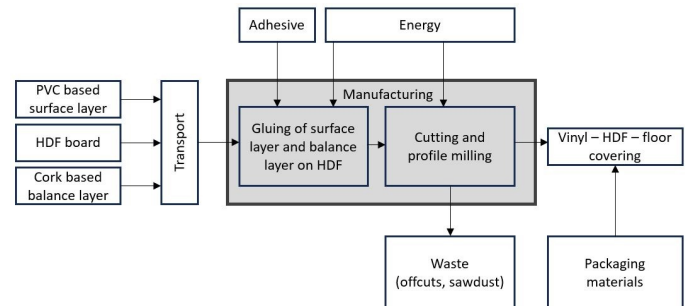 Adhesive
Energy
PVC based
surface layer
HDF board
Cork based
balance layer
Transport
Manufacturing
Gluing of surface
layer and balance
layer on HDF
Cutting and
profile milling
Vinyl – HDF – floor
covering
Waste
(offcuts, sawdust)
Packaging
materials